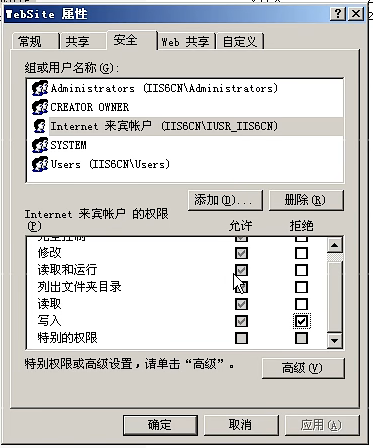 WebSite 属性
常规 共享 安全 Web 共享 自定义
组或用户名称(G):
Administrators (IIS6CN\Administrators)
CREATOR OWNER
Internet 来宾帐户 (IIS6CN\IUSR_IIS6CN)
SYSTEM
Users (IIS6CN\Users)
添加(D)... 删除(R)
Internet 来宾帐户 的权限
(P) 允许 拒绝
完全控制
修改
读取和运行
列出文件夹目录
读取
写入
特别的权限
特别权限或高级设置,请单击“高级”。
高级(V)
确定 取消 应用(A)